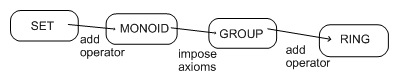 SET
add
operator
MONOID
impose
axioms
GROUP
add
operator
RING